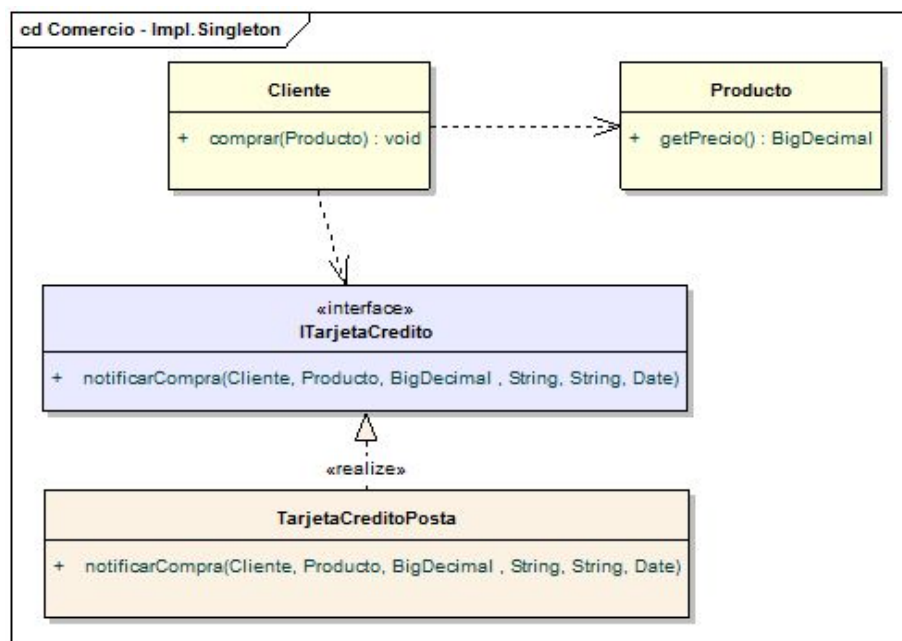 cd Comercio - Impl.Singleton
Cliente
+ comprar(Producto) : void
Producto
+ getPrecio() : BigDecimal
«interface»
ITarjetaCredito
+ notificarCompra(Cliente, Producto, BigDecimal , String, String, Date)
«realize»
TarjetaCreditoPosta
+ notificarCompra(Cliente, Producto, BigDecimal , String, String, Date)